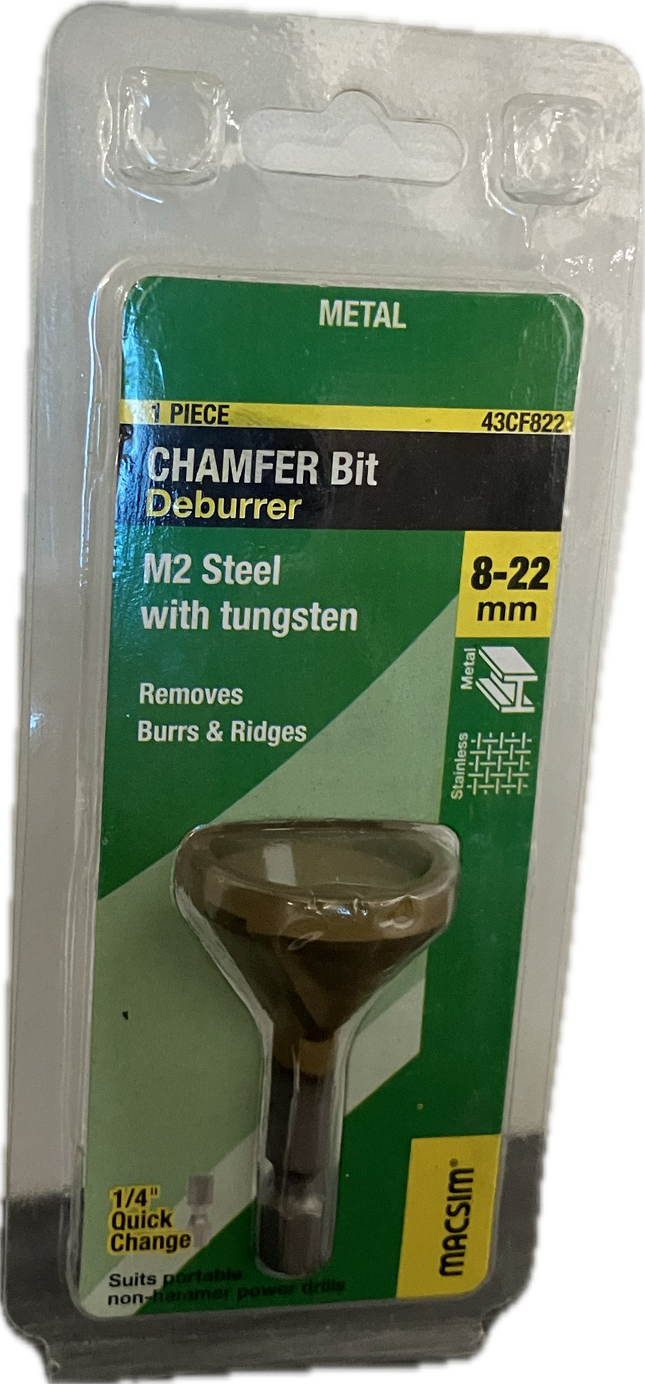 METAL
1 PIECE 43CF822
CHAMFER Bit
Deburrer
M2 Steel
with tungsten
8-22
mm
Removes
Burrs & Ridges
Metal
Stainless
1/4"
Quick
Change
Suits portable
non-hammer power drills
MACSIM®